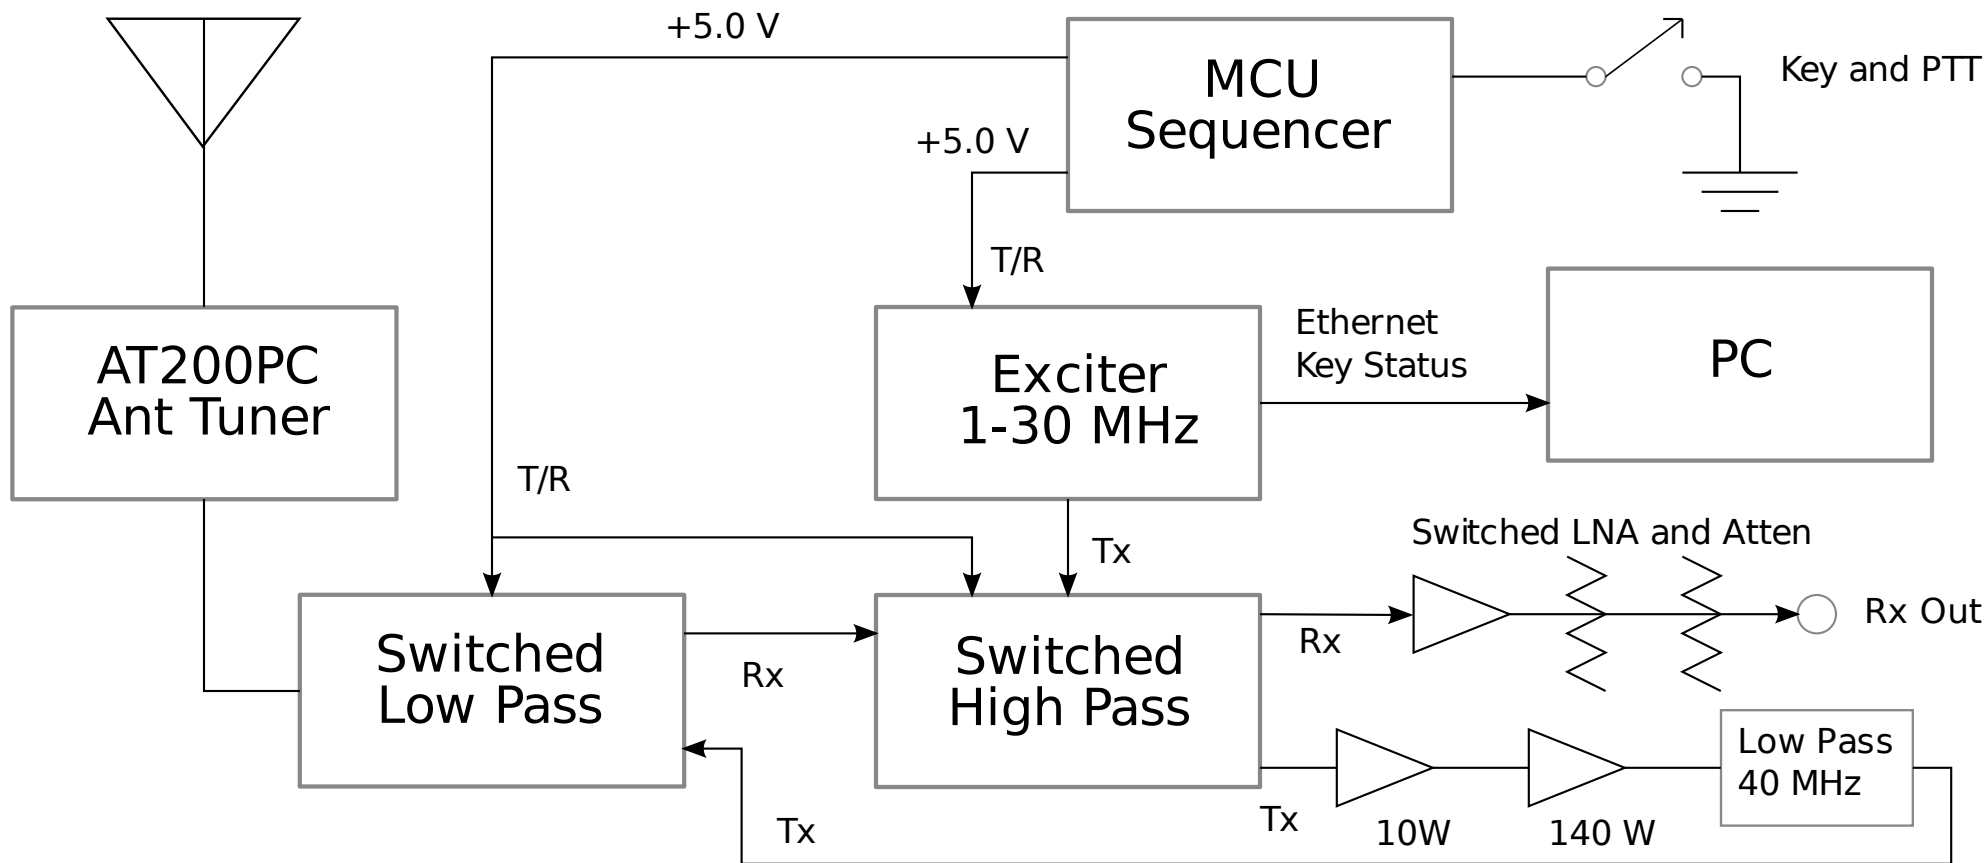 +5.0 V
MCU
Sequencer
Key and PTT
+5.0 V
T/R
AT200PC
Ant Tuner
Exciter
1-30 MHz
Ethernet
Key Status
PC
T/R
Tx
Switched LNA and Atten
Switched
Low Pass
Rx
Switched
High Pass
Rx
Rx Out
Tx
Tx
10W
140 W
Low Pass
40 MHz